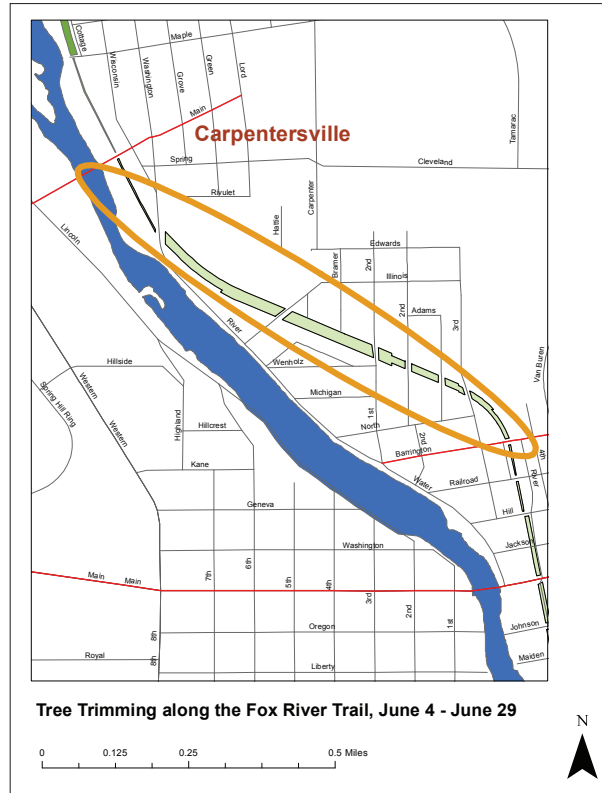 Cottage
Maple
Wisconsin
Washington
Grove
Green
Lord
Main
Tamarac
Carpentersville
Spring
Cleveland
Rivulet
Carpenter
Hattie
Lincoln
Edwards
Bramer
2nd
Illinois
2nd
Adams
3rd
River
Wenholz
Van Buren
Hillside
Western
Western
Spring Hill Ring
Michigan
Highland
Hillcrest
1st
North
2nd
Barrington
4th
Kane
Water
Railroad
River
Geneva
Hill
Washington
Jackson
Main
Main
7th
6th
5th
4th
3rd
2nd
1st
8th
Oregon
Johnson
Royal
8th
Liberty
Maiden
Tree Trimming along the Fox River Trail, June 4 - June 29
N
0 0.125 0.25 0.5 Miles